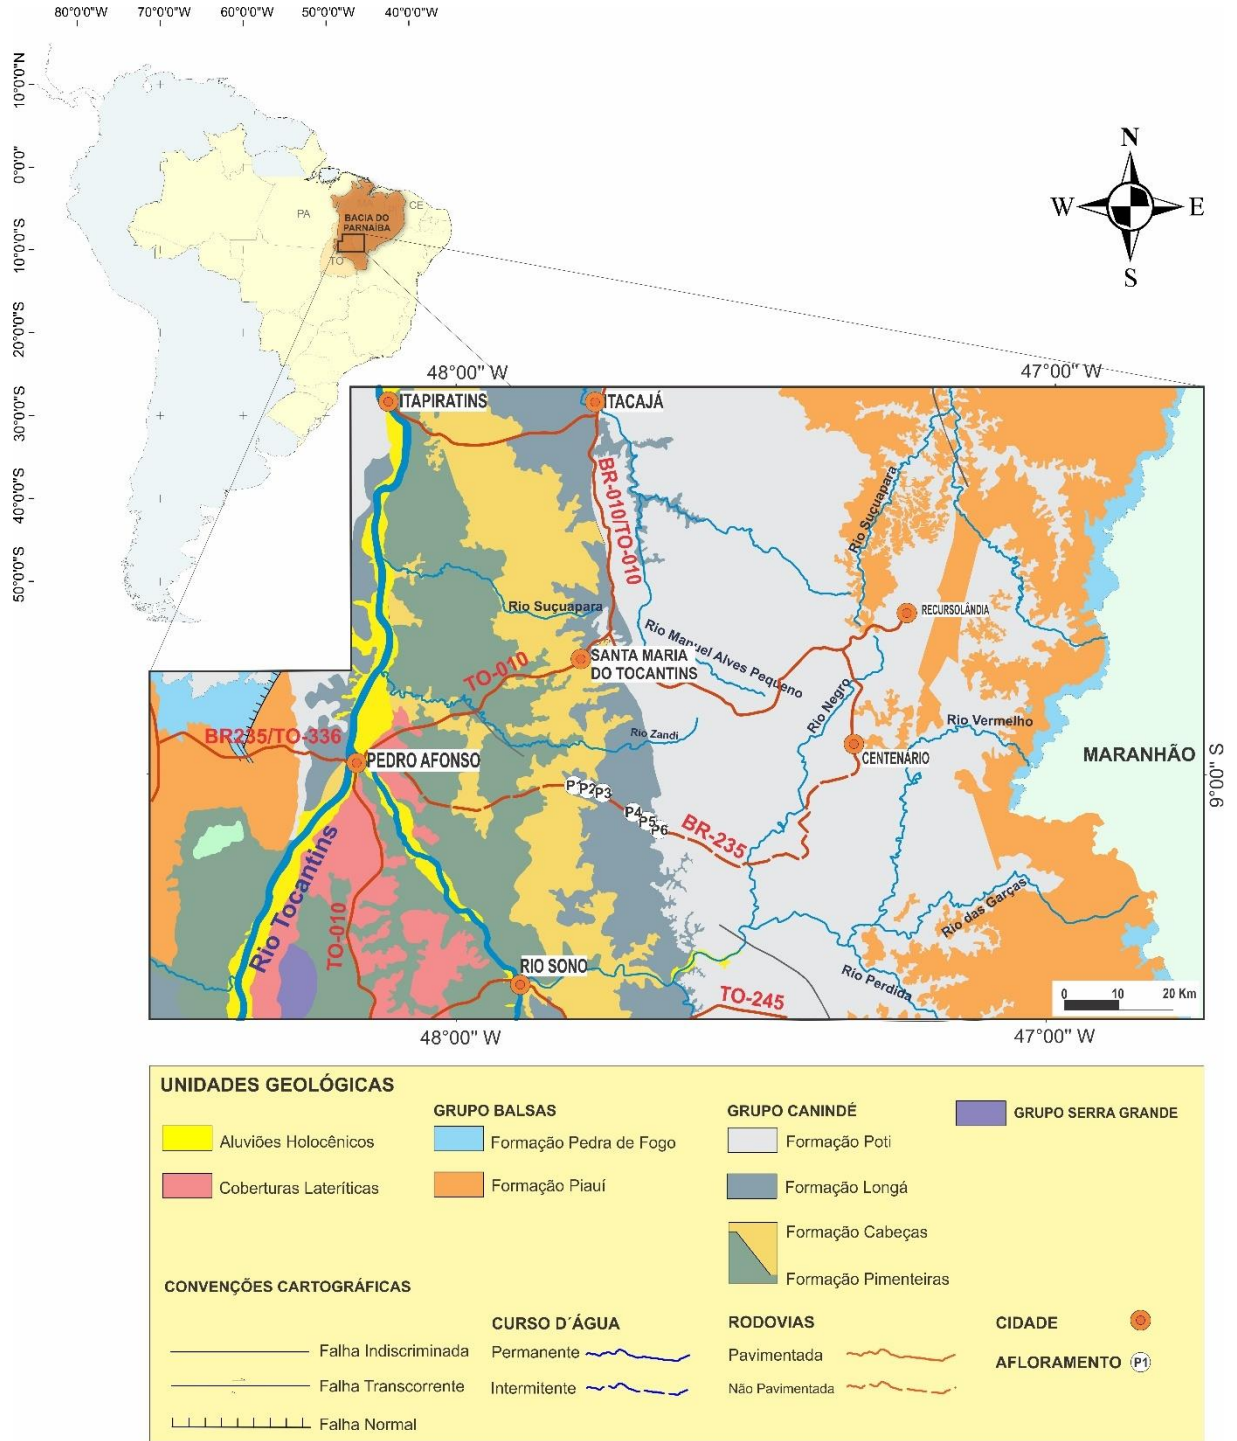 80°0'0"W 70°0'0"W 60°0'0"W 50°0'0"W 40°0'0"W
10°0'0"N
0°0'0"
10°0'0"S
20°0'0"S
30°0'0"S
40°0'0"S
50°0'0"S
PA
MA
CE
BACIA DO
PARNAÍBA
TO
N
W
E
S
48°00" W
47°00" W
ITAPIRATINS
ITACAJÁ
BR-010/TO-010
Rio Suçuapara
Rio Suçuapara
RECURSOLÂNDIA
Rio Manuel Alves Pequeno
SANTA MARIA
DO TOCANTINS
TO-010
Rio Negro
Rio Vermelho
BR235/TO-336
Rio Zandi
MARANHÃO
PEDRO AFONSO
CENTENÁRIO
9°00" S
P1
P2
P3
P4
P5
P6
BR-235
Rio Tocantins
TO-010
Rio das Garças
RIO SONO
Rio Perdida
TO-245
0 10 20 Km
48°00" W
47°00" W
UNIDADES GEOLÓGICAS
Aluviões Holocênicos
Coberturas Lateríticas
GRUPO BALSAS
Formação Pedra de Fogo
Formação Piauí
GRUPO CANINDÉ
Formação Poti
Formação Longá
Formação Cabeças
Formação Pimenteiras
GRUPO SERRA GRANDE
CONVENÇÕES CARTOGRÁFICAS
Falha Indiscriminada
Falha Transcorrente
Falha Normal
CURSO D´ÁGUA
Permanente
Intermitente
RODOVIAS
Pavimentada
Não Pavimentada
CIDADE
AFLORAMENTO P1